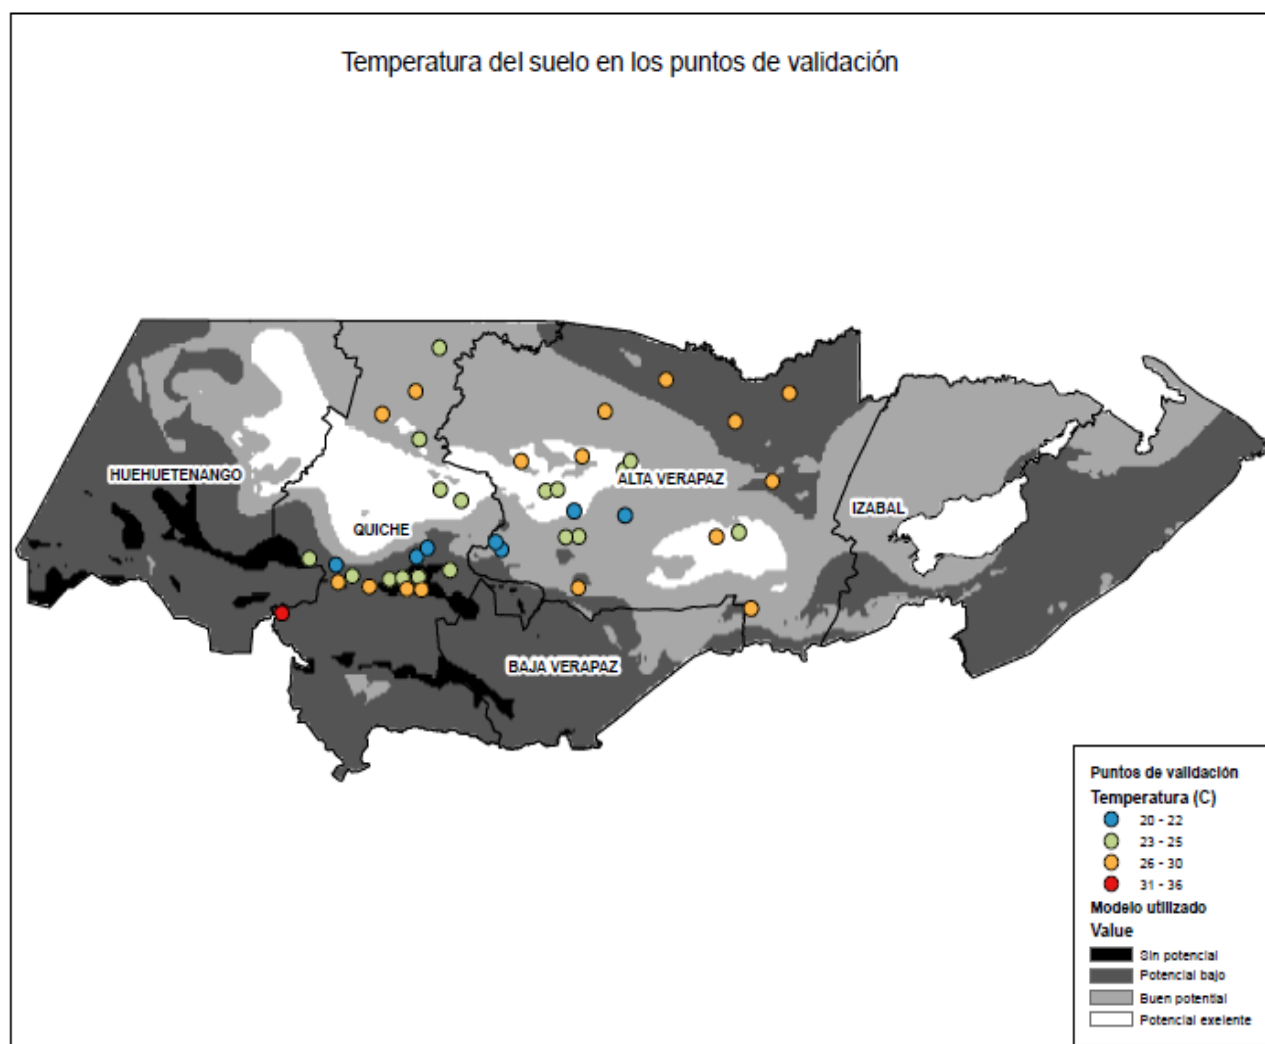 Temperatura del suelo en los puntos de validación
HUEHUETENANGO
ALTA VERAPAZ
IZABAL
QUICHE
BAJA VERAPAZ
Puntos de validación
Temperatura (C)
20 - 22
23 - 25
26 - 30
31 - 36
Modelo utilizado
Value
Sin potencial
Potencial bajo
Buen potential
Potencial exelente